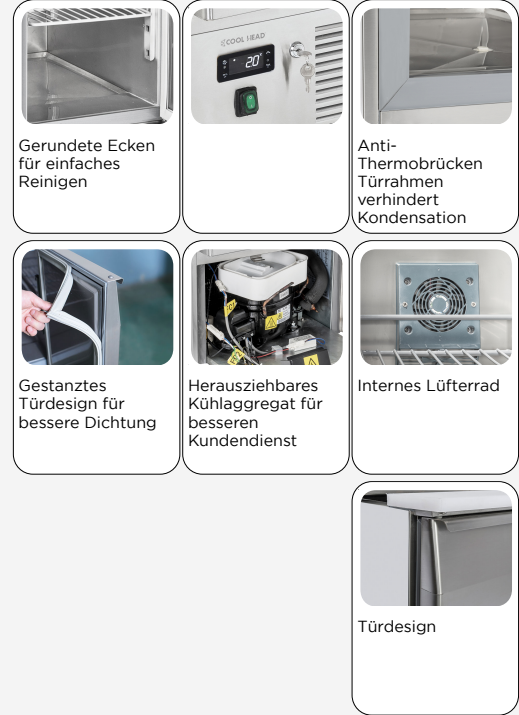 COOL HEAD
20°
Gerundete Ecken
für einfaches
Reinigen
Anti-
Thermobrücken
Türrahmen
verhindert
Kondensation
Gestanztes
Türdesign für
bessere Dichtung
Herausziehbares
Kühlaggregat für
besseren
Kundendienst
Internes Lüfterrad
Türdesign